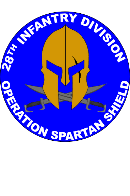 28TH INFANTRY DIVISION
OPERATION SPARTAN SHIELD